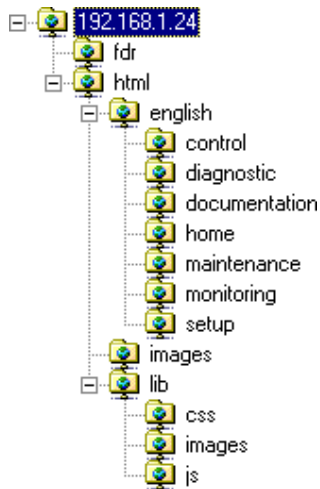 192.168.1.24
fdr
html
english
control
diagnostic
documentation
home
maintenance
monitoring
setup
images
lib
css
images
js